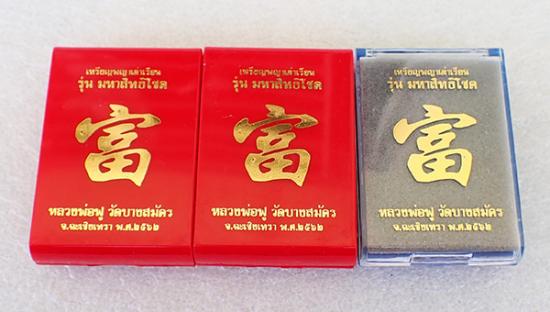 เหรียญพญาเต่าเรือน
รุ่น มหาสิทธิโชค
富
หลวงพ่อฟู วัดบางสมัคร
จ.ฉะเชิงเทรา พ.ศ.๒๕๖๒
เหรียญพญาเต่าเรือน
รุ่น มหาสิทธิโชค
富
หลวงพ่อฟู วัดบางสมัคร
จ.ฉะเชิงเทรา พ.ศ.๒๕๖๒
เหรียญพญาเต่าเรือน
รุ่น มหาสิทธิโชค
富
หลวงพ่อฟู วัดบางสมัคร
จ.ฉะเชิงเทรา พ.ศ.๒๕๖๒